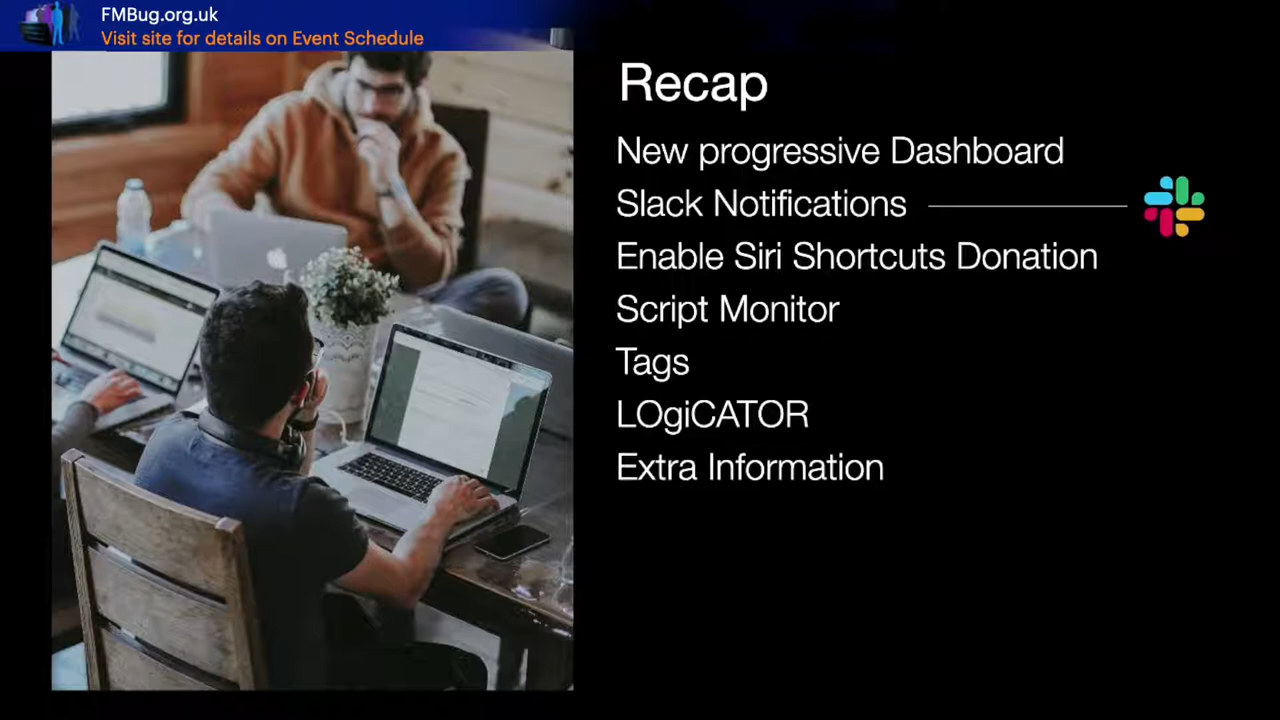 FMBug.org.uk
Visit site for details on Event Schedule
Recap
New progressive Dashboard
Slack Notifications
Enable Siri Shortcuts Donation
Script Monitor
Tags
LOgiCATOR
Extra Information